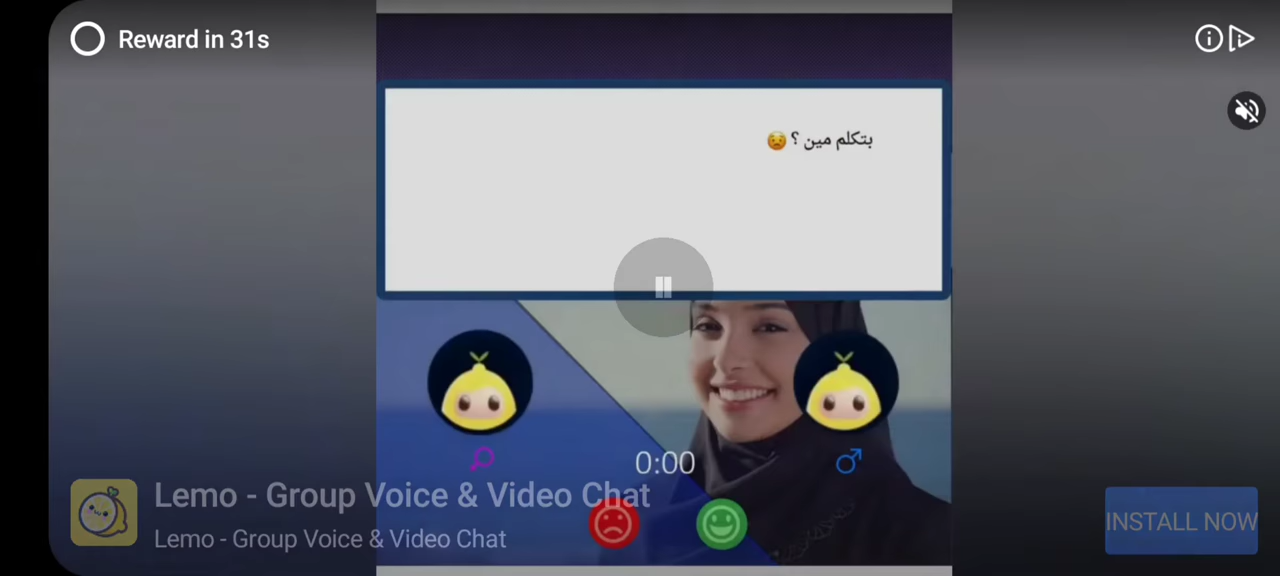 Reward in 31s
بتكلم مين ؟ 😟
0:00
Lemo - Group Voice & Video Chat
Lemo - Group Voice & Video Chat
INSTALL NOW